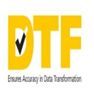 DTF
Ensures Accuracy in Data Transformation